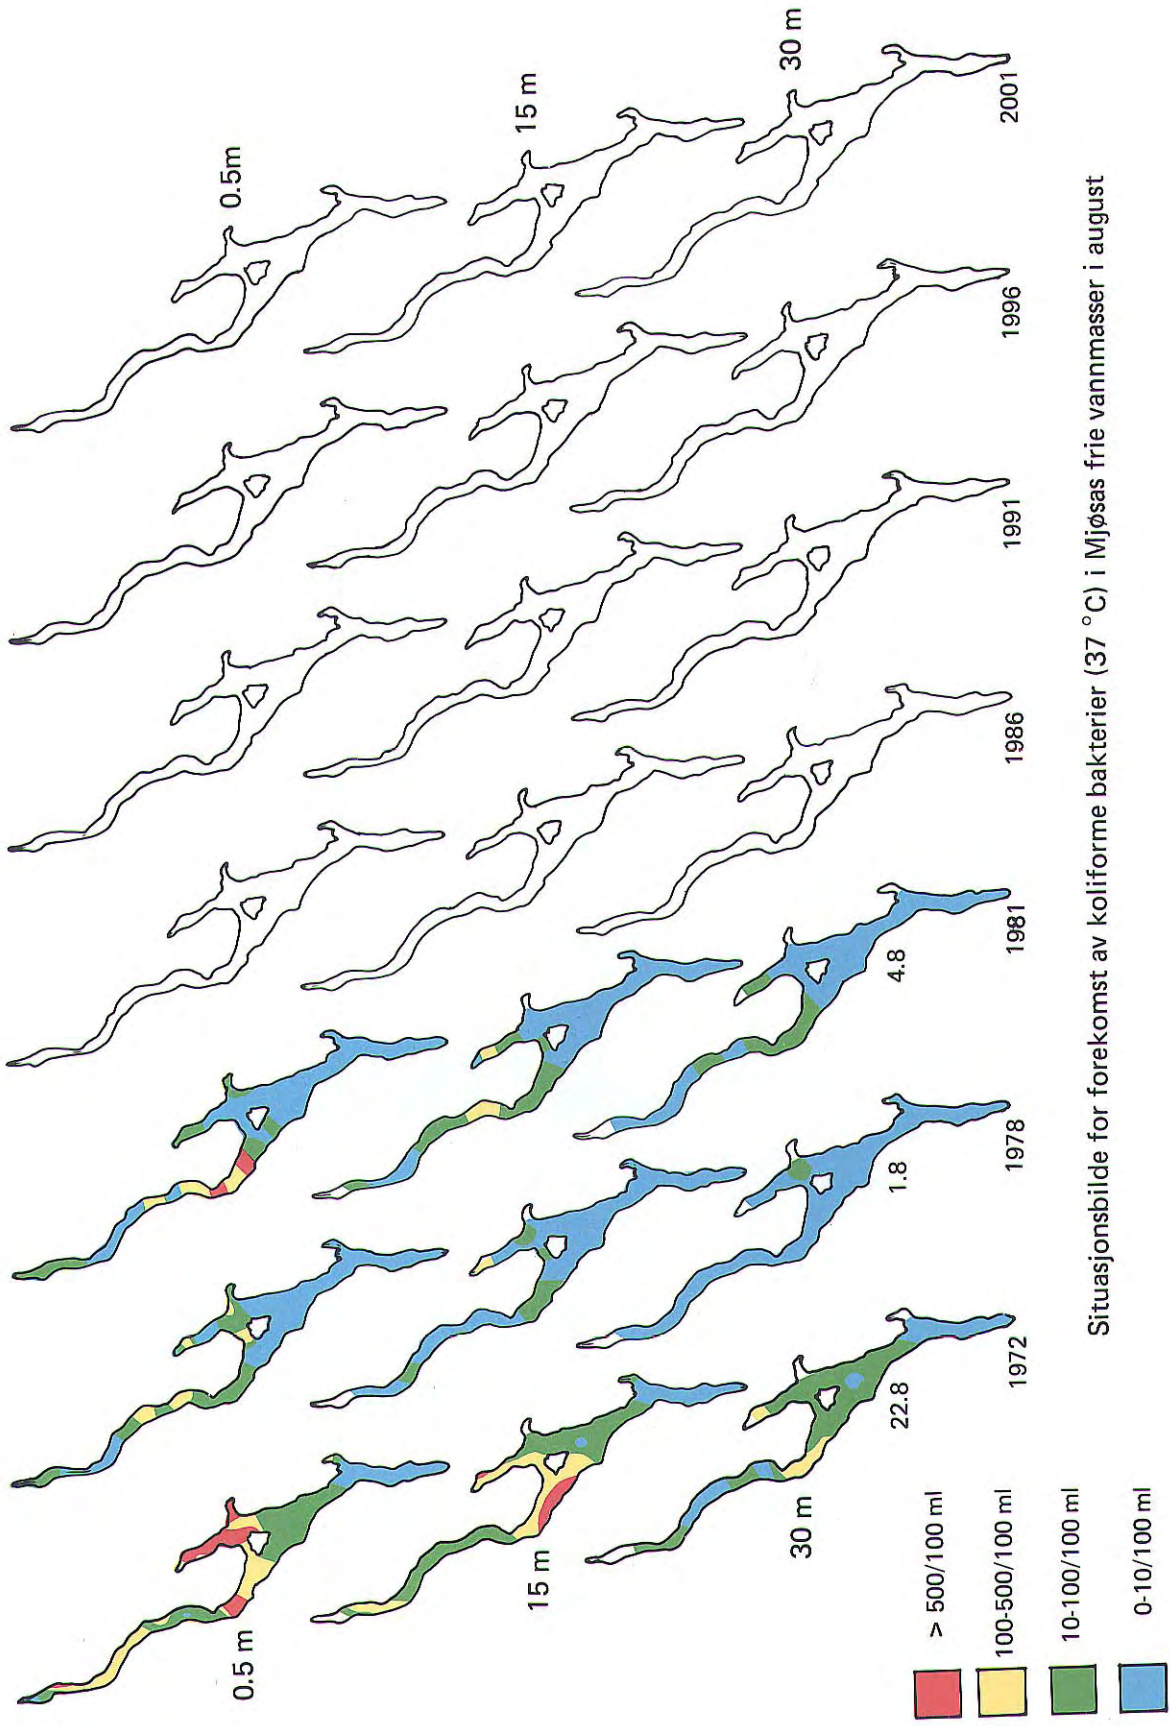 0.5 m
15 m
30 m
0.5m
15 m
30 m
22.8
1.8
4.8
1972
1978
1981
1986
1991
1996
2001
> 500/100 ml
100-500/100 ml
10-100/100 ml
0-10/100 ml
Situasjonsbilde for forekomst av koliforme bakterier (37 °C) i Mjøsas frie vannmasser i august